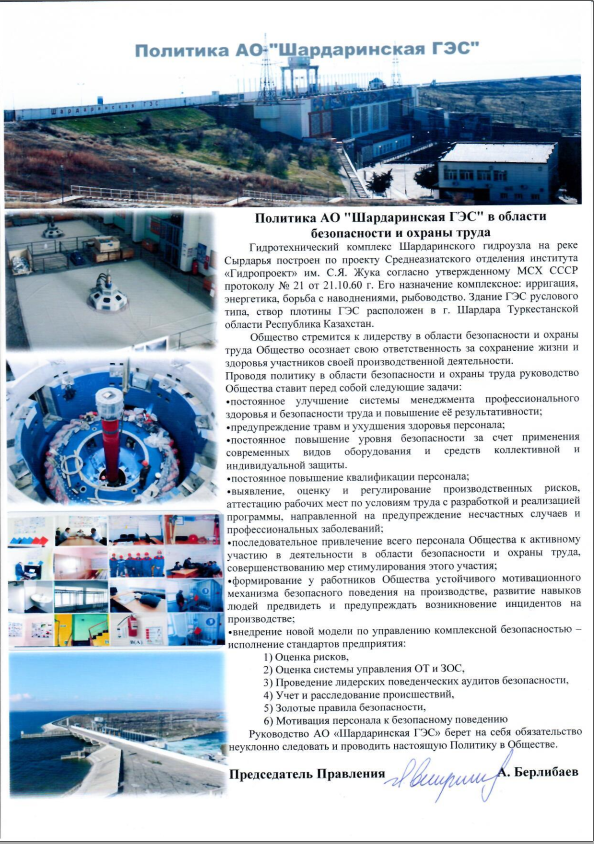 Политика АО-"Шардаринская ГЭС"
Шардаринская ГЭС
Политика АО "Шардаринская ГЭС" в области
безопасности и охраны труда
Гидротехнический комплекс Шардаринского гидроузла на реке
Сырдарья построен по проекту Среднеазиатского отделения института
«Гидропроект» им. С.Я. Жука согласно утвержденному МСХ СССР
протоколу № 21 от 21.10.60 г. Его назначение комплексное: ирригация,
энергетика, борьба с наводнениями, рыбоводство. Здание ГЭС руслового
типа, створ плотины ГЭС расположен в г. Шардара Туркестанской
области Республики Казахстан.
Общество стремится к лидерству в области безопасности и охраны
труда Общество осознает свою ответственность за сохранение жизни и
здоровья участников своей производственной деятельности.
Проводя политику в области безопасности и охраны труда руководство
Общества ставит перед собой следующие задачи:
•постоянное улучшение системы менеджмента профессионального
здоровья и безопасности труда и повышение её результативности;
•предупреждение травм и ухудшения здоровья персонала;
•постоянное повышение уровня безопасности за счет применения
современных видов оборудования и средств коллективной и
индивидуальной защиты.
•постоянное повышение квалификации персонала;
•выявление, оценку и регулирование производственных рисков,
аттестацию рабочих мест по условиям труда с разработкой и реализацией
программы, направленной на предупреждение несчастных случаев и
профессиональных заболеваний;
•последовательное привлечение всего персонала Общества к активному
участию в деятельности в области безопасности и охраны труда,
совершенствованию мер стимулирования этого участия;
•формирование у работников Общества устойчивого мотивационного
механизма безопасного поведения на производстве, развитие навыков
людей предвидеть и предупреждать возникновение инцидентов на
производстве;
•внедрение новой модели по управлению комплексной безопасностью –
исполнение стандартов предприятия:
1) Оценка рисков,
2) Оценка системы управления ОТ и ЗОС,
3) Проведение лидерских поведенческих аудитов безопасности,
4) Учет и расследование происшествий,
5) Золотые правила безопасности,
6) Мотивация персонала к безопасному поведению
Руководство АО «Шардаринская ГЭС» берет на себя обязательство
неуклонно следовать и проводить настоящую Политику в Обществе.
Председатель Правления А. Берлибаев